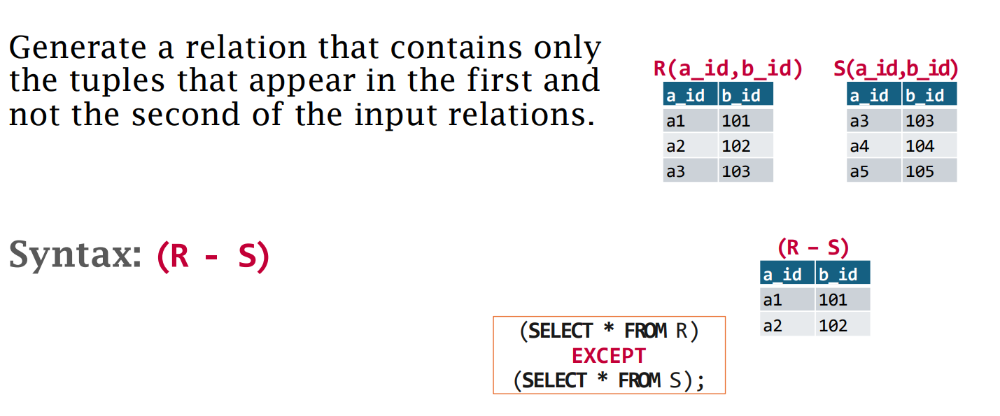 Generate a relation that contains only
the tuples that appear in the first and
not the second of the input relations.
R(a_id,b_id)
a_id b_id
a1 101
a2 102
a3 103
S(a_id,b_id)
a_id b_id
a3 103
a4 104
a5 105
Syntax: (R - S)
(R – S)
a_id b_id
a1 101
a2 102
(SELECT * FROM R)
EXCEPT
(SELECT * FROM S);